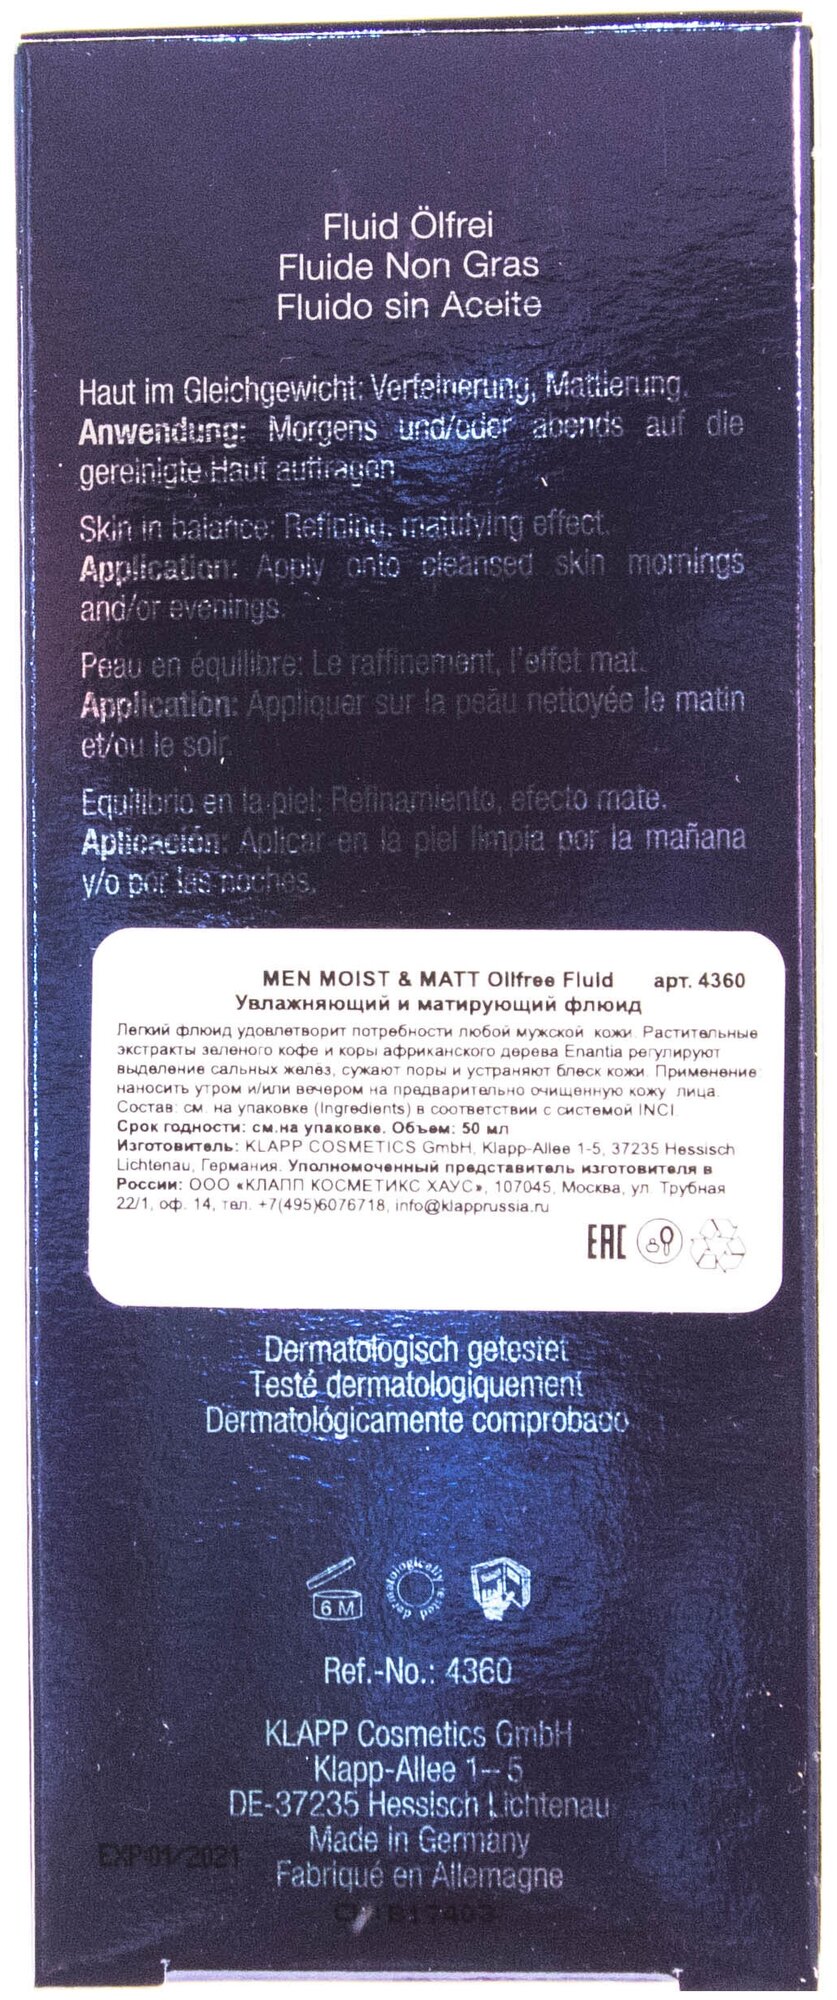 Fluid Ölfrei
Fluide Non Gras
Fluido sin Aceite
Haut im Gleichgewicht: Verfeinerung, Mattierung.
Anwendung: Morgens und/oder abends auf die
gereinigte Haut auftragen.
Skin in balance: Refining, mattifying effect.
Application: Apply onto cleansed skin mornings
and/or evenings.
Peau en équilibre: Le raffinement, l'effet mat.
Application: Appliquer sur la peau nettoyée le matin
et/ou le soir.
Equilibrio en la piel: Refinamiento, efecto mate.
Aplicación: Aplicar en la piel limpia por la mañana
y/o por las noches.
MEN MOIST & MATT Oilfree Fluid арт. 4360
Увлажняющий и матирующий флюид
Легкий флюид удовлетворит потребности любой мужской кожи. Растительные
экстракты зеленого кофе и коры африканского дерева Enantia регулируют
выделение сальных желёз, сужают поры и устраняют блеск кожи. Применение:
наносить утром и/или вечером на предварительно очищенную кожу лица.
Состав: см. на упаковке (Ingredients) в соответствии с системой INCI.
Срок годности: см.на упаковке. Объем: 50 мл
Изготовитель: KLAPP COSMETICS GmbH, Klapp-Allee 1-5, 37235 Hessisch
Lichtenau, Германия. Уполномоченный представитель изготовителя в
России: ООО «КЛАПП КОСМЕТИКС ХАУС», 107045, Москва, ул. Трубная
22/1, оф. 14, тел. +7(495)6076718, info@klapprussia.ru
EAC
Dermatologisch getestet
Testé dermatologiquement
Dermatológicamente comprobado
6 M
dermatologically tested
Ref.-No.: 4360
KLAPP Cosmetics GmbH
Klapp-Allee 1–5
DE-37235 Hessisch Lichtenau
Made in Germany
Fabriqué en Allemagne
EXP:01/2021